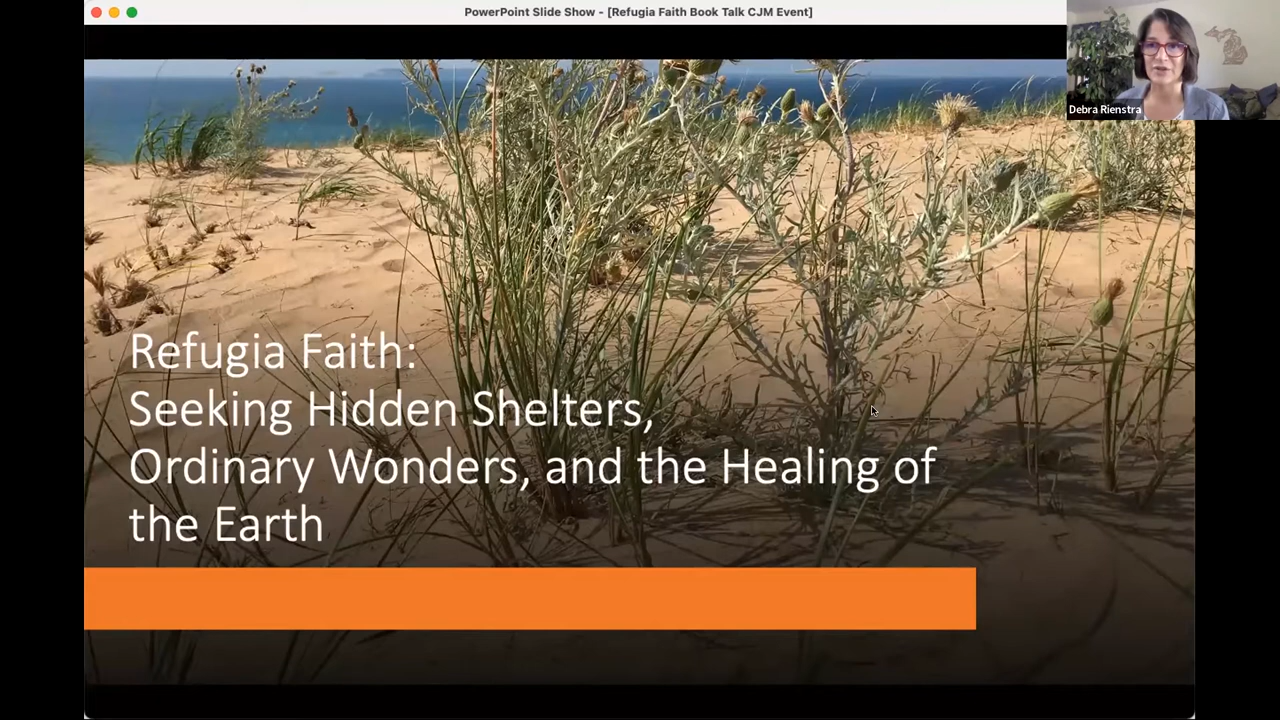 PowerPoint Slide Show - [Refugia Faith Book Talk CJM Event]
Debra Rienstra
Refugia Faith:
Seeking Hidden Shelters,
Ordinary Wonders, and the Healing of
the Earth